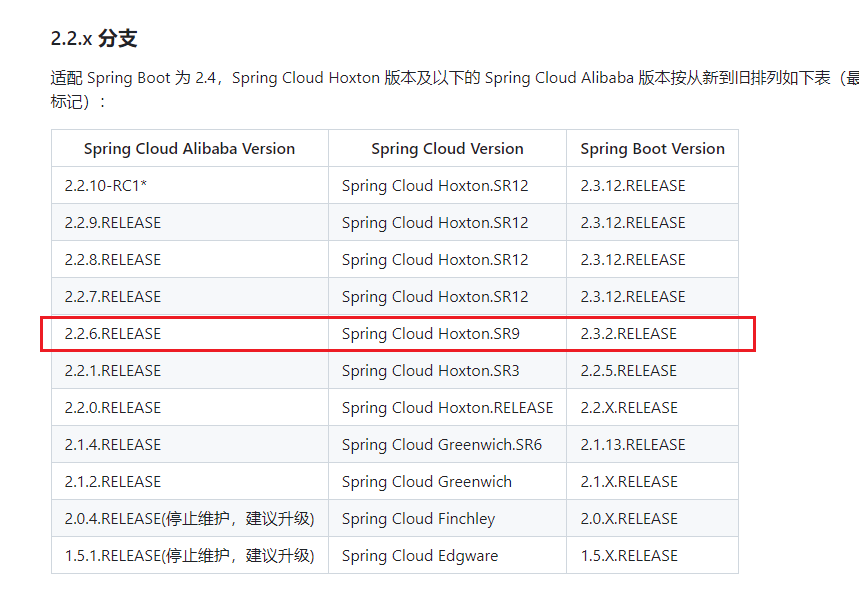 2.2.x 分支
适配 Spring Boot 为 2.4，Spring Cloud Hoxton 版本及以下的 Spring Cloud Alibaba 版本按从新到旧排列如下表（最
标记）：
Spring Cloud Alibaba Version Spring Cloud Version Spring Boot Version
2.2.10-RC1* Spring Cloud Hoxton.SR12 2.3.12.RELEASE
2.2.9.RELEASE Spring Cloud Hoxton.SR12 2.3.12.RELEASE
2.2.8.RELEASE Spring Cloud Hoxton.SR12 2.3.12.RELEASE
2.2.7.RELEASE Spring Cloud Hoxton.SR12 2.3.12.RELEASE
2.2.6.RELEASE Spring Cloud Hoxton.SR9 2.3.2.RELEASE
2.2.1.RELEASE Spring Cloud Hoxton.SR3 2.2.5.RELEASE
2.2.0.RELEASE Spring Cloud Hoxton.RELEASE 2.2.X.RELEASE
2.1.4.RELEASE Spring Cloud Greenwich.SR6 2.1.13.RELEASE
2.1.2.RELEASE Spring Cloud Greenwich 2.1.X.RELEASE
2.0.4.RELEASE(停止维护，建议升级) Spring Cloud Finchley 2.0.X.RELEASE
1.5.1.RELEASE(停止维护，建议升级) Spring Cloud Edgware 1.5.X.RELEASE